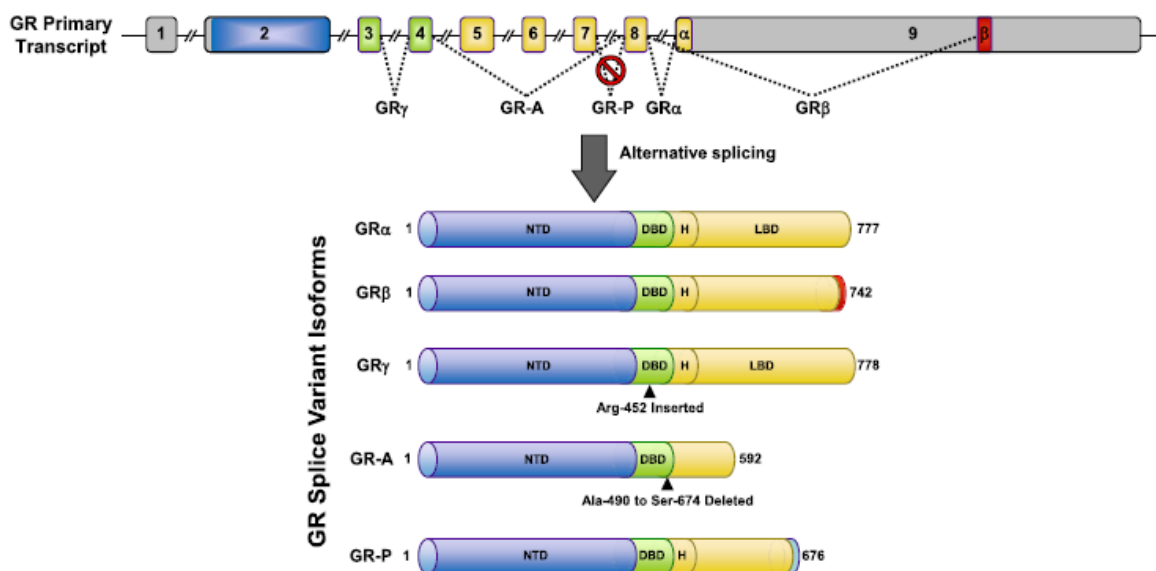 GR Primary Transcript
1 2 3 4 5 6 7 8 α 9 β
GRγ GR-A GR-P GRα GRβ
Alternative splicing
GR Splice Variant Isoforms
GRα 1 NTD DBD H LBD 777
GRβ 1 NTD DBD H 742
GRγ 1 NTD DBD H LBD 778
Arg-452 Inserted
GR-A 1 NTD DBD 592
Ala-490 to Ser-674 Deleted
GR-P 1 NTD DBD H 676